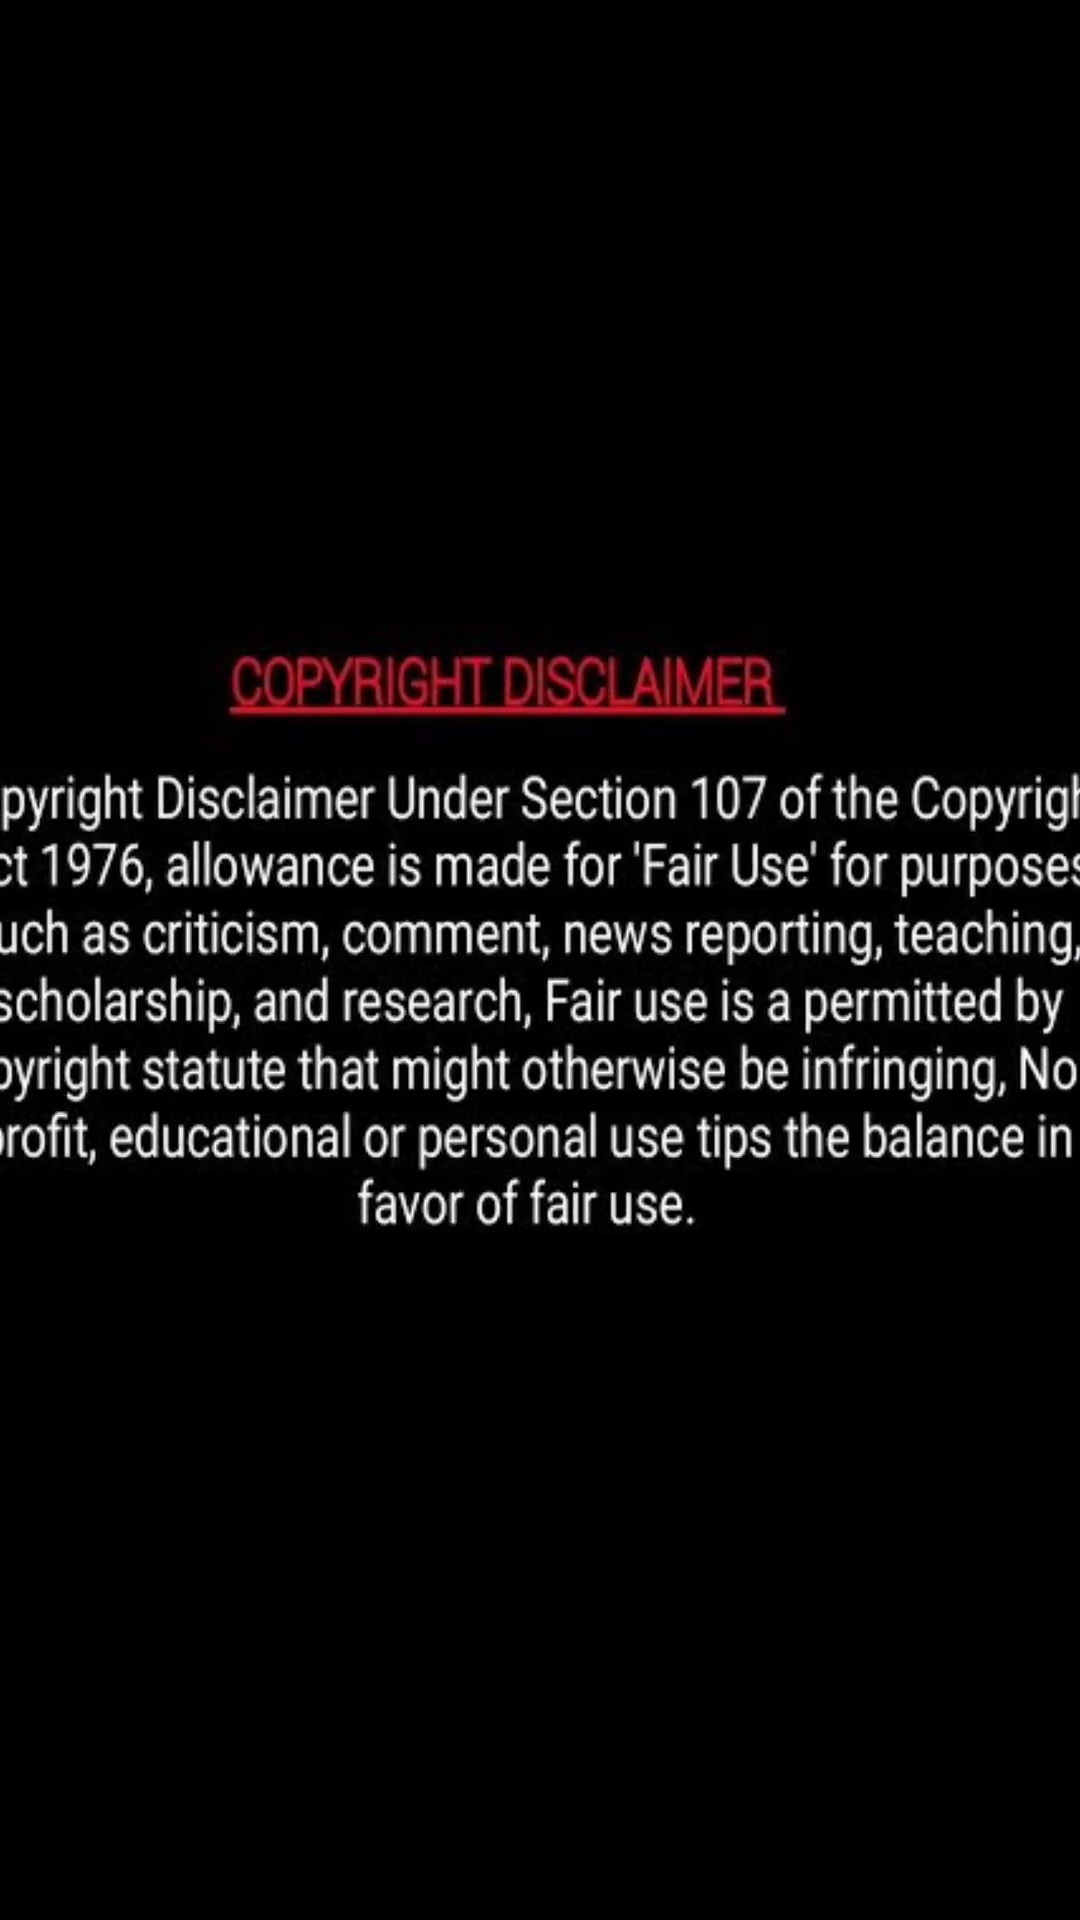 COPYRIGHT DISCLAIMER
pyright Disclaimer Under Section 107 of the Copyrigh
ct 1976, allowance is made for 'Fair Use' for purposes
uch as criticism, comment, news reporting, teaching,
scholarship, and research, Fair use is a permitted by
pyright statute that might otherwise be infringing, No
profit, educational or personal use tips the balance in
favor of fair use.